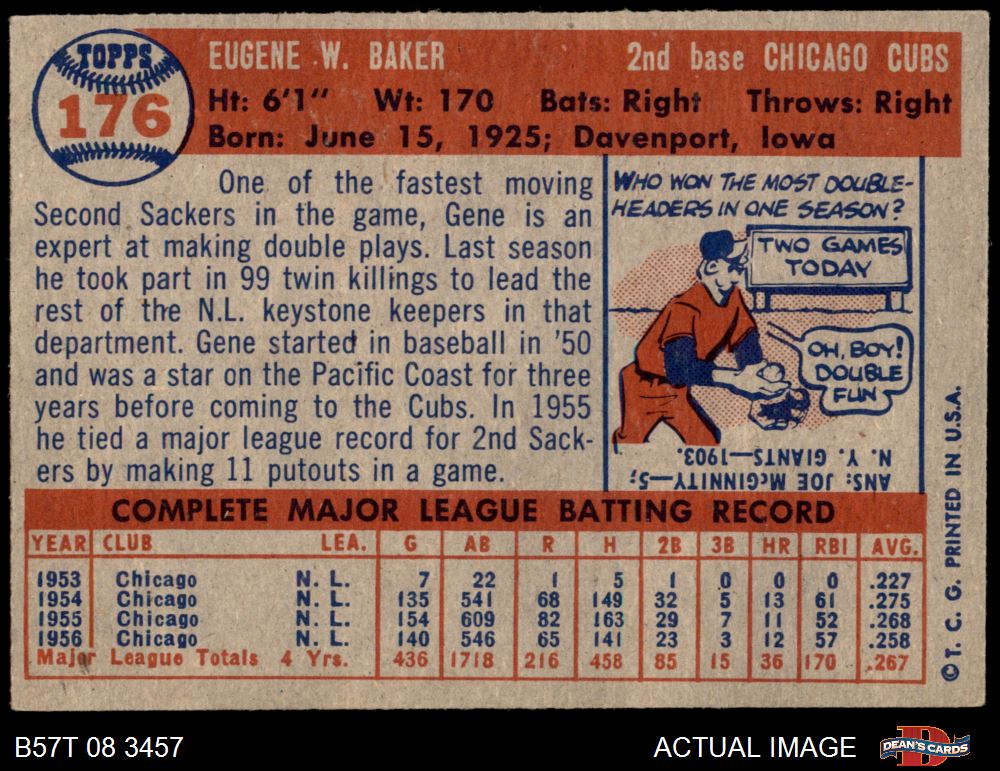 TOPPS
176
EUGENE W. BAKER 2nd base CHICAGO CUBS
Ht: 6'1" Wt: 170 Bats: Right Throws: Right
Born: June 15, 1925; Davenport, Iowa
One of the fastest moving
Second Sackers in the game, Gene is an
expert at making double plays. Last season
he took part in 99 twin killings to lead the
rest of the N.L. keystone keepers in that
department. Gene started in baseball in '50
and was a star on the Pacific Coast for three
years before coming to the Cubs. In 1955
he tied a major league record for 2nd Sack-
ers by making 11 putouts in a game.
WHO WON THE MOST DOUBLE-
HEADERS IN ONE SEASON?
TWO GAMES
TODAY
OH, BOY!
DOUBLE
FUN
ANS: JOE McGINNITY—5;
N. Y. GIANTS—1903.
COMPLETE MAJOR LEAGUE BATTING RECORD
YEAR CLUB LEA. G AB R H 2B 3B HR RBI AVG.
1953 Chicago N. L. 7 22 1 5 1 0 0 0 .227
1954 Chicago N. L. 135 541 68 149 32 5 13 61 .275
1955 Chicago N. L. 154 609 82 163 29 7 11 52 .268
1956 Chicago N. L. 140 546 65 141 23 3 12 57 .258
Major League Totals 4 Yrs. 436 1718 216 458 85 15 36 170 .267
© T. C. G. PRINTED IN U.S.A.
B57T 08 3457 ACTUAL IMAGE
D
DEAN'S CARDS